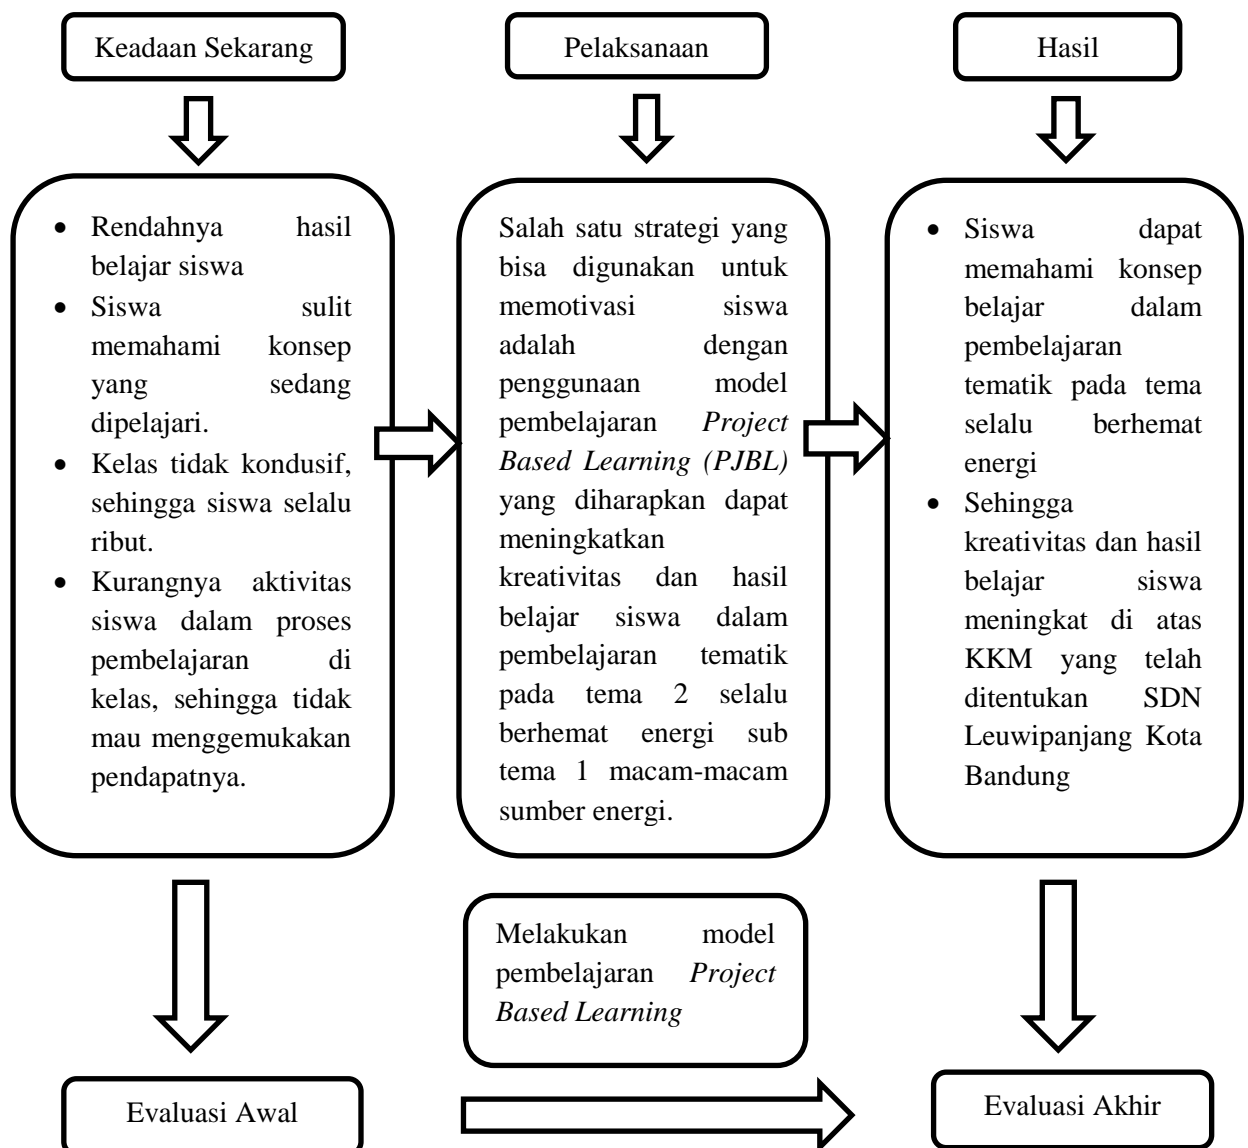 Keadaan Sekarang
Pelaksanaan
Hasil
• Rendahnya hasil
belajar siswa
• Siswa sulit
memahami konsep
yang sedang
dipelajari.
• Kelas tidak kondusif,
sehingga siswa selalu
ribut.
• Kurangnya aktivitas
siswa dalam proses
pembelajaran di
kelas, sehingga tidak
mau menggemukakan
pendapatnya.
Salah satu strategi yang
bisa digunakan untuk
memotivasi siswa
adalah dengan
penggunaan model
pembelajaran Project
Based Learning (PJBL)
yang diharapkan dapat
meningkatkan
kreativitas dan hasil
belajar siswa dalam
pembelajaran tematik
pada tema 2 selalu
berhemat energi sub
tema 1 macam-macam
sumber energi.
• Siswa dapat
memahami konsep
belajar dalam
pembelajaran
tematik pada tema
selalu berhemat
energi
• Sehingga
kreativitas dan hasil
belajar siswa
meningkat di atas
KKM yang telah
ditentukan SDN
Leuwipanjang Kota
Bandung
Melakukan model
pembelajaran Project
Based Learning
Evaluasi Awal
Evaluasi Akhir